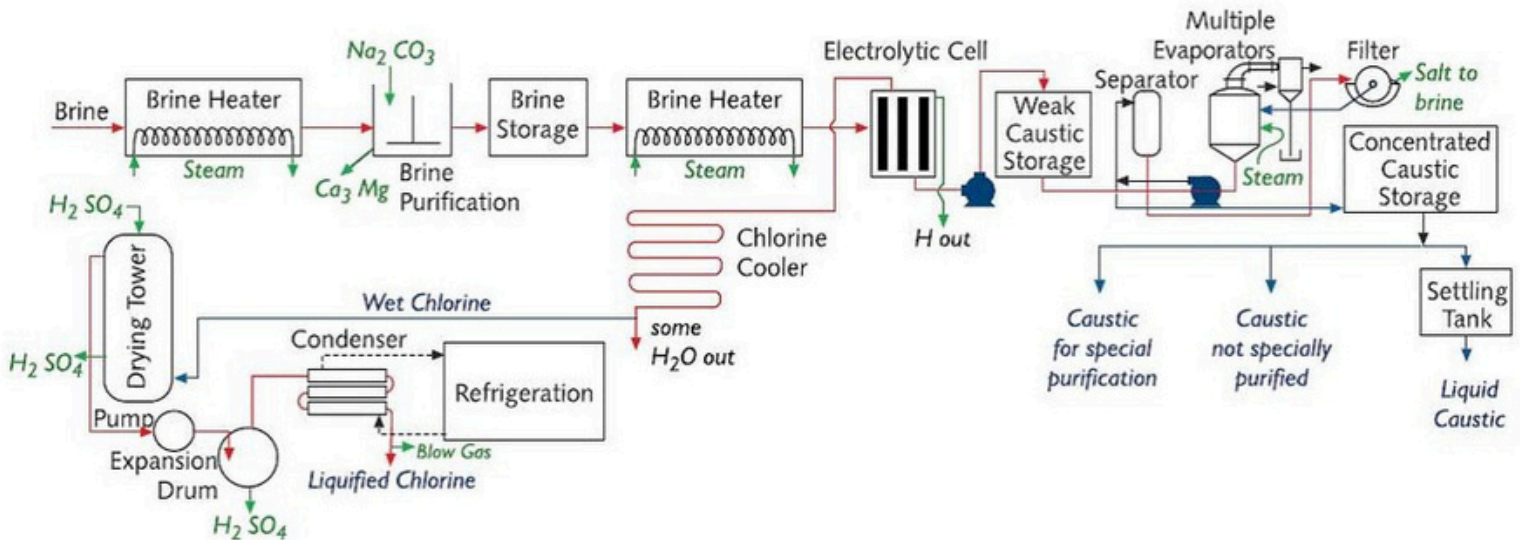 Brine
Brine Heater
Steam
Na2 CO3
Ca3 Mg
Brine
Purification
Brine
Storage
Brine Heater
Steam
Electrolytic Cell
H out
Weak
Caustic
Storage
Separator
Multiple
Evaporators
Steam
Filter
Salt to
brine
Concentrated
Caustic
Storage
Caustic
for special
purification
Caustic
not specially
purified
Settling
Tank
Liquid
Caustic
Chlorine
Cooler
some
H2O out
Wet Chlorine
H2 SO4
Drying Tower
H2 SO4
Pump
Expansion
Drum
H2 SO4
Condenser
Refrigeration
Blow Gas
Liquified Chlorine